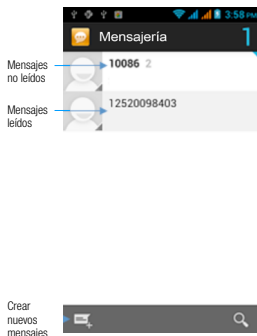 3:58 PM
Mensajería 1
Mensajes
no leídos
10086 2
Mensajes
leídos
12520098403
Crear
nuevos
mensajes